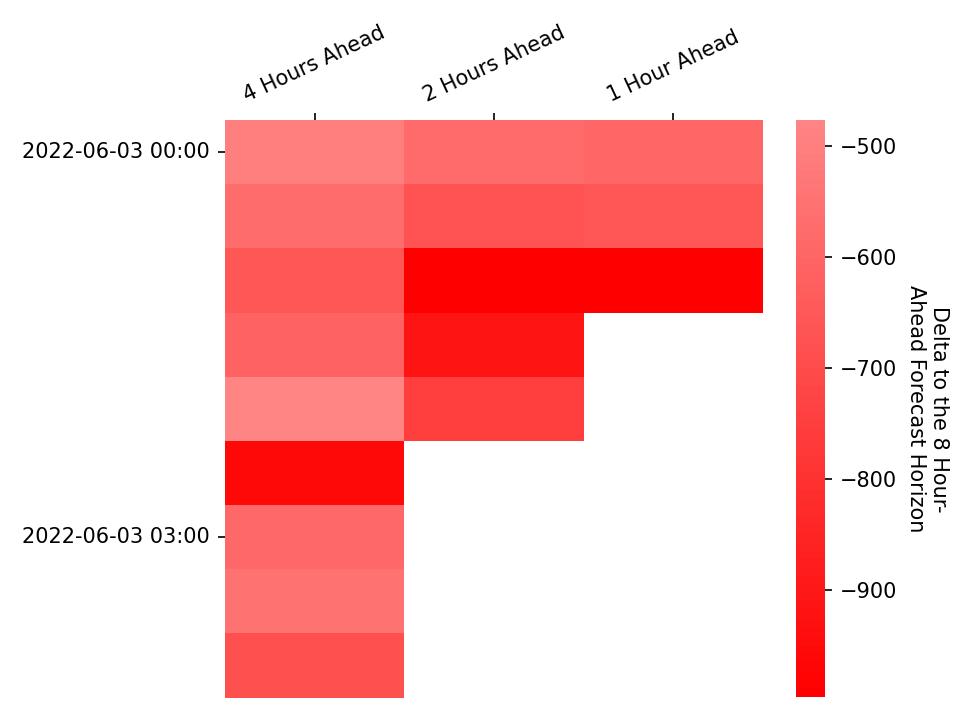 4 Hours Ahead
2 Hours Ahead
1 Hour Ahead
2022-06-03 00:00
2022-06-03 03:00
−500
−600
−700
−800
−900
Delta to the 8 Hour-
Ahead Forecast Horizon